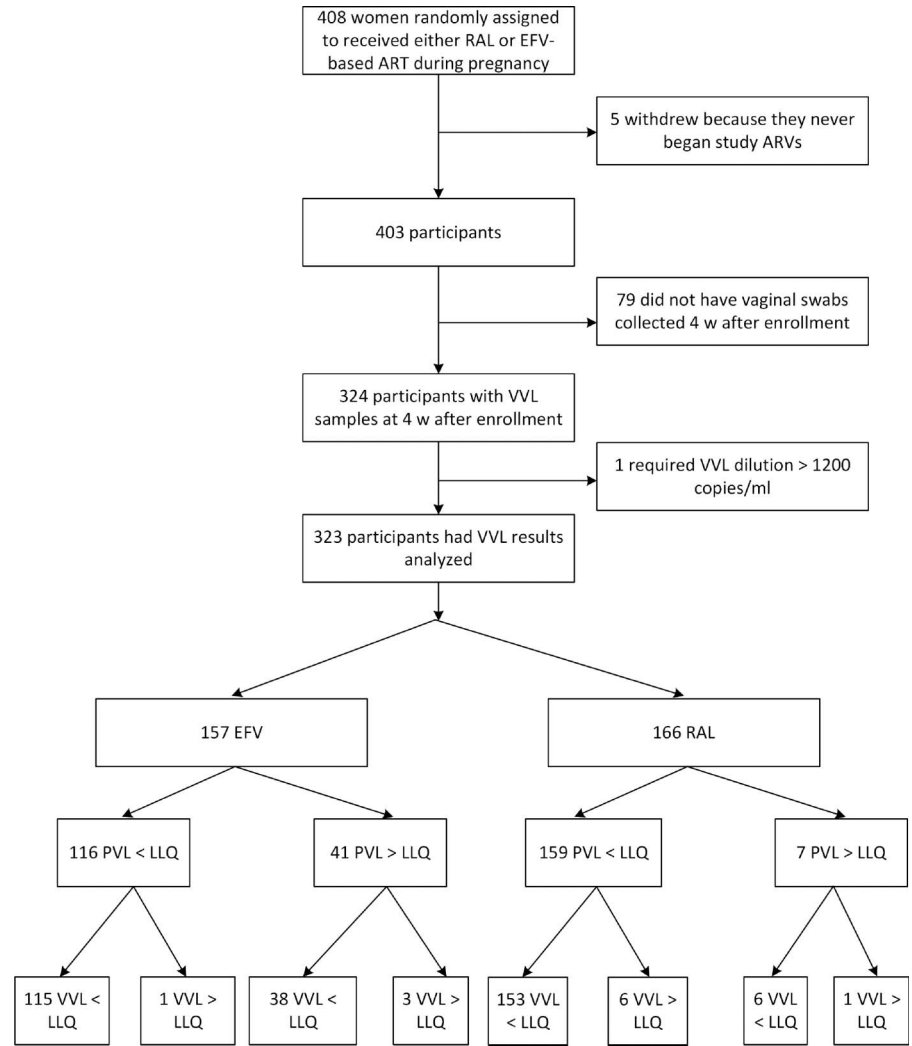 408 women randomly assigned
to received either RAL or EFV-
based ART during pregnancy
5 withdrew because they never
began study ARVs
403 participants
79 did not have vaginal swabs
collected 4 w after enrollment
324 participants with VVL
samples at 4 w after enrollment
1 required VVL dilution > 1200
copies/ml
323 participants had VVL results
analyzed
157 EFV
166 RAL
116 PVL < LLQ
41 PVL > LLQ
159 PVL < LLQ
7 PVL > LLQ
115 VVL <
LLQ
1 VVL >
LLQ
38 VVL <
LLQ
3 VVL >
LLQ
153 VVL
< LLQ
6 VVL >
LLQ
6 VVL
< LLQ
1 VVL >
LLQ